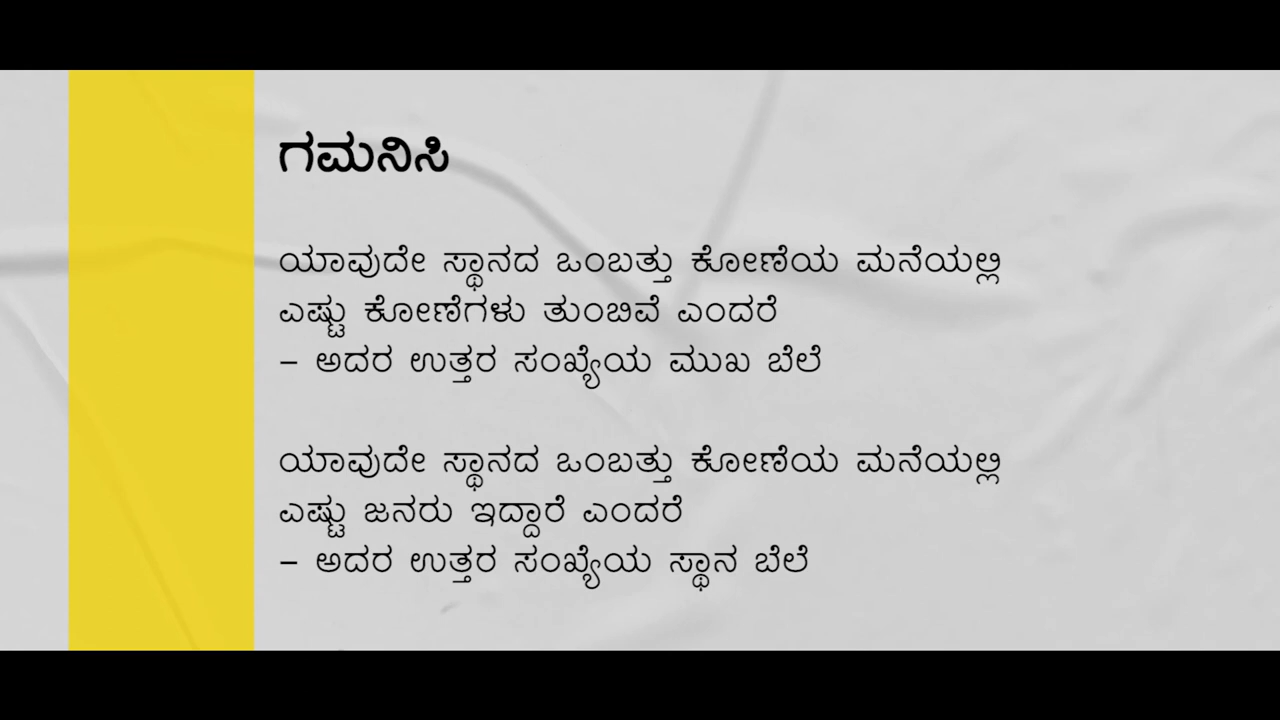 ಗಮನಿಸಿ
ಯಾವುದೇ ಸ್ಥಾನದ ಒಂಬತ್ತು ಕೋಣೆಯ ಮನೆಯಲ್ಲಿ
ಎಷ್ಟು ಕೋಣೆಗಳು ತುಂಬಿವೆ ಎಂದರೆ
– ಅದರ ಉತ್ತರ ಸಂಖ್ಯೆಯ ಮುಖ ಬೆಲೆ
ಯಾವುದೇ ಸ್ಥಾನದ ಒಂಬತ್ತು ಕೋಣೆಯ ಮನೆಯಲ್ಲಿ
ಎಷ್ಟು ಜನರು ಇದ್ದಾರೆ ಎಂದರೆ
– ಅದರ ಉತ್ತರ ಸಂಖ್ಯೆಯ ಸ್ಥಾನ ಬೆಲೆ